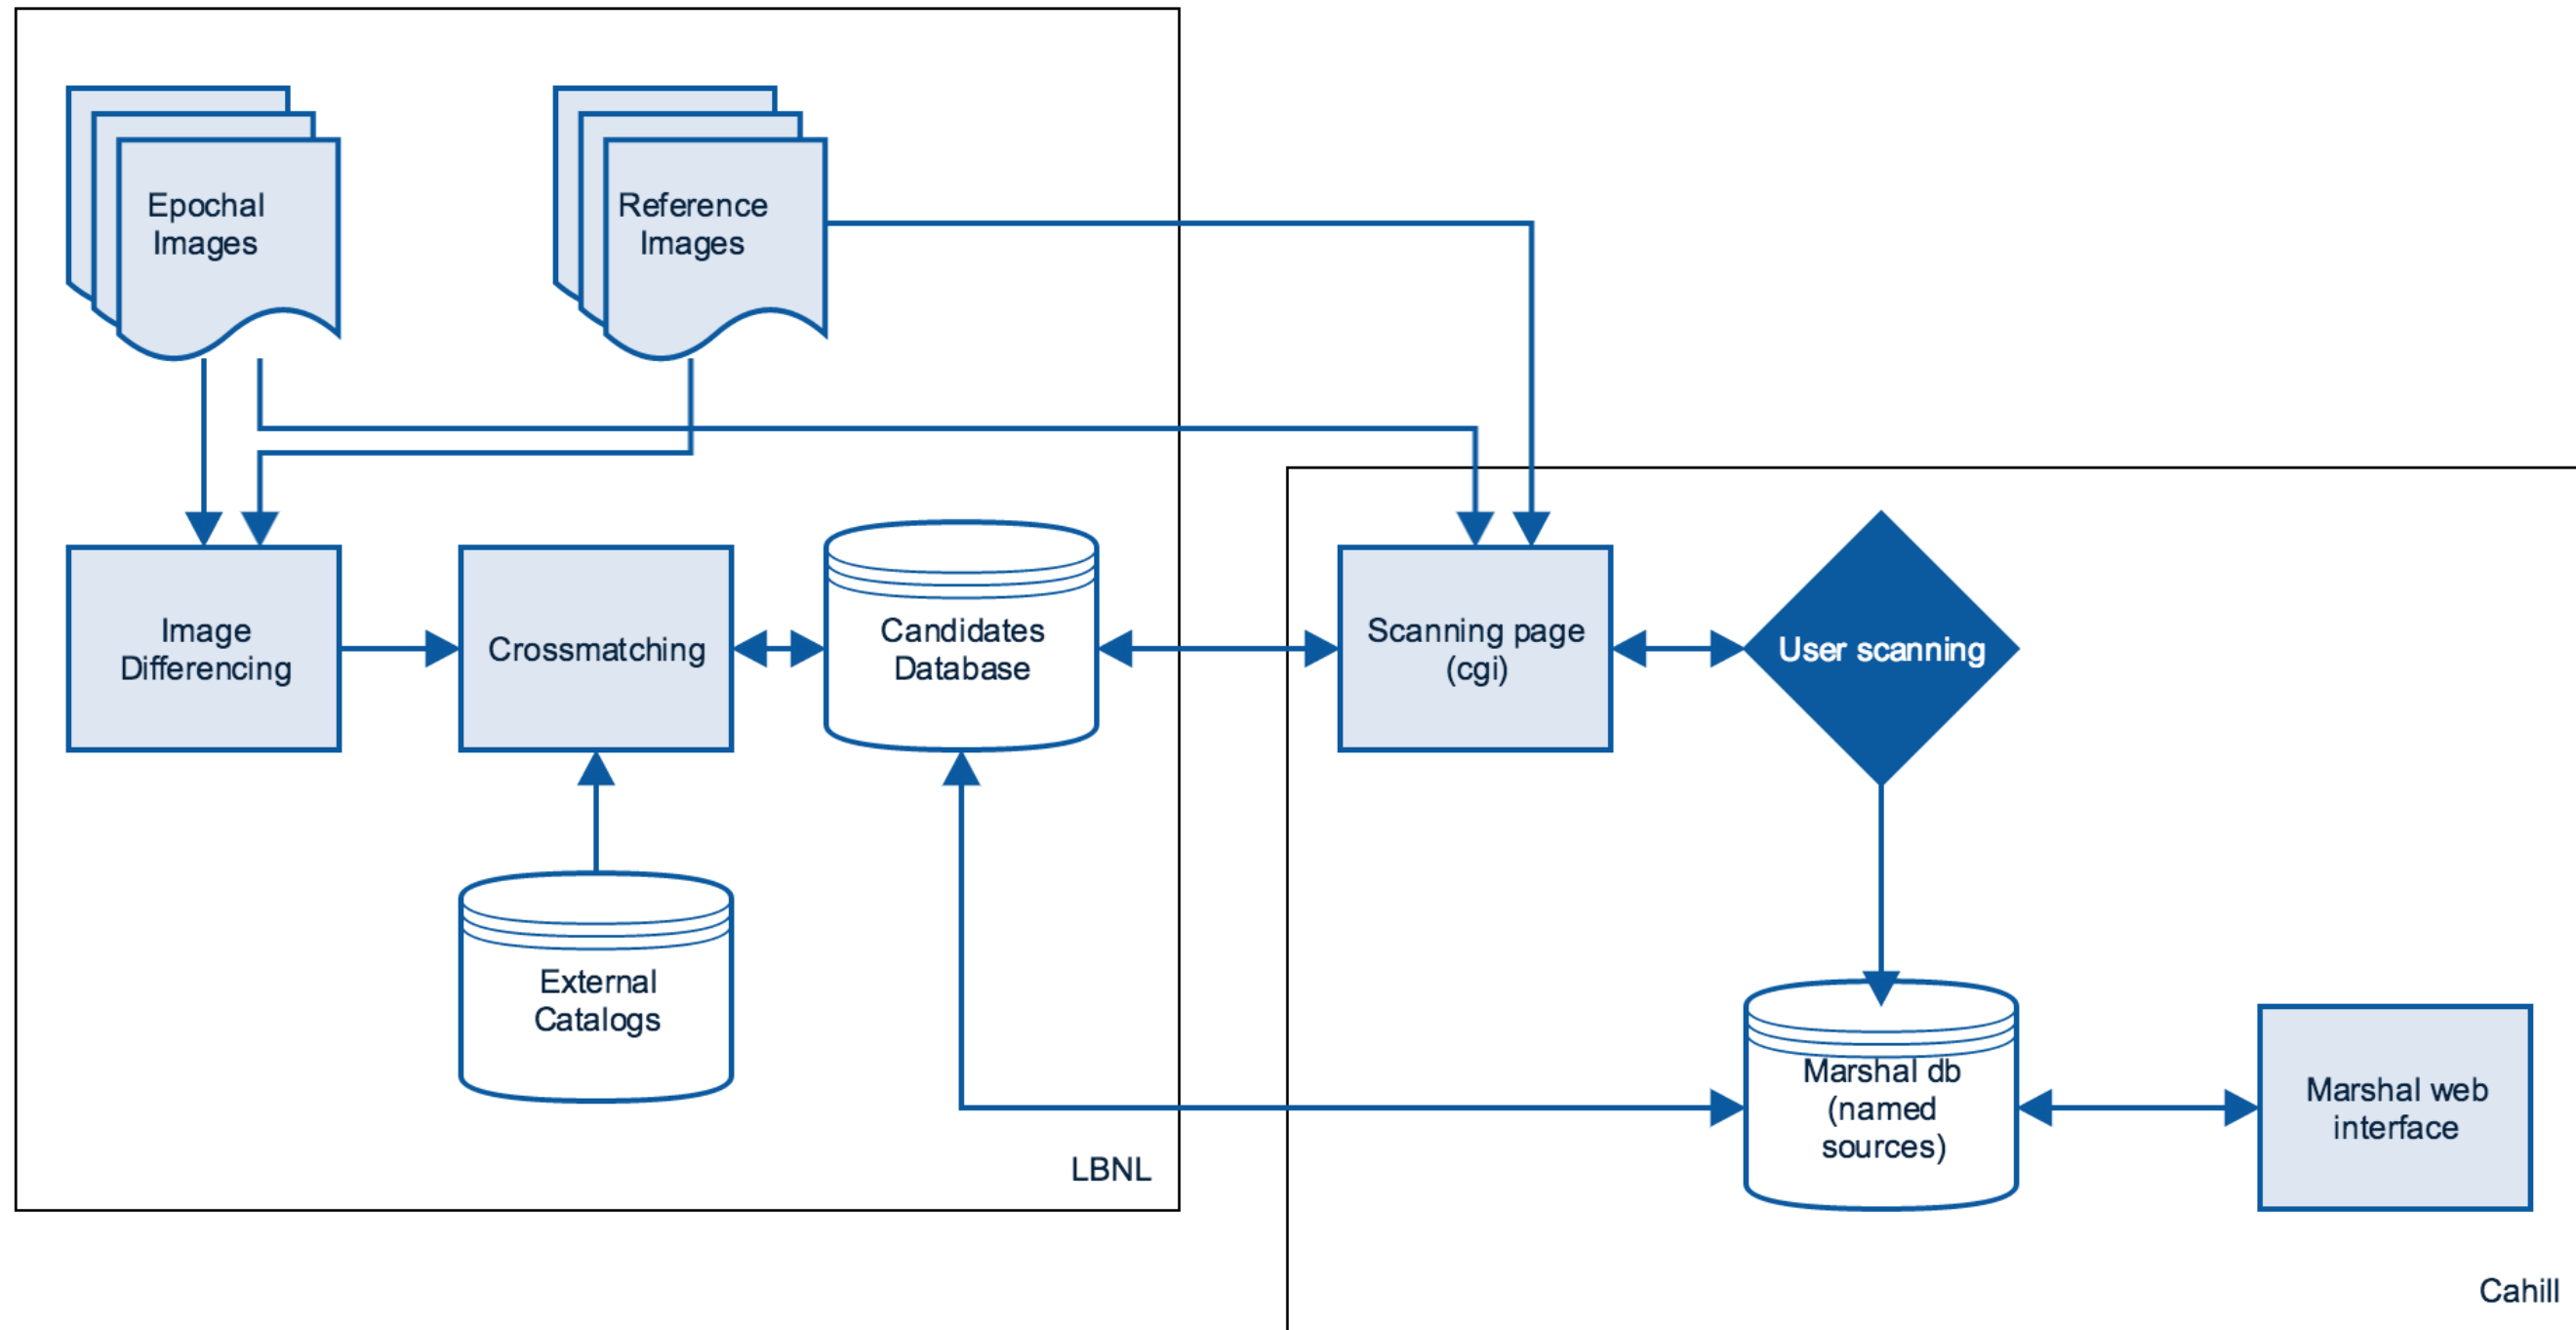 Epochal
Images
Reference
Images
Image
Differencing
Crossmatching
Candidates
Database
Scanning page
(cgi)
User scanning
External
Catalogs
Marshal db
(named
sources)
Marshal web
interface
LBNL
Cahill